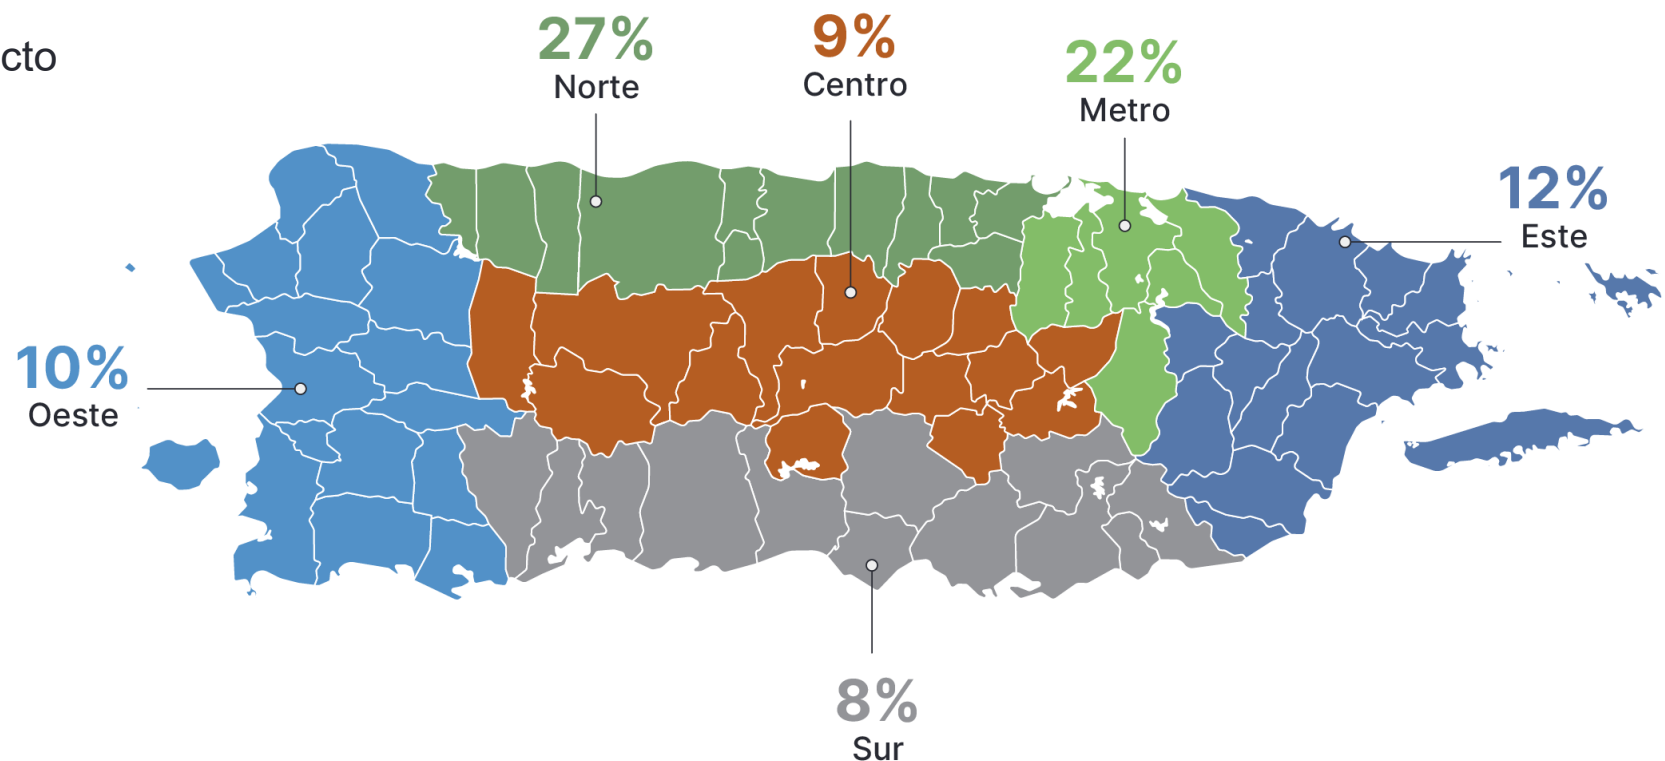 cto
27%
Norte
9%
Centro
22%
Metro
12%
Este
10%
Oeste
8%
Sur